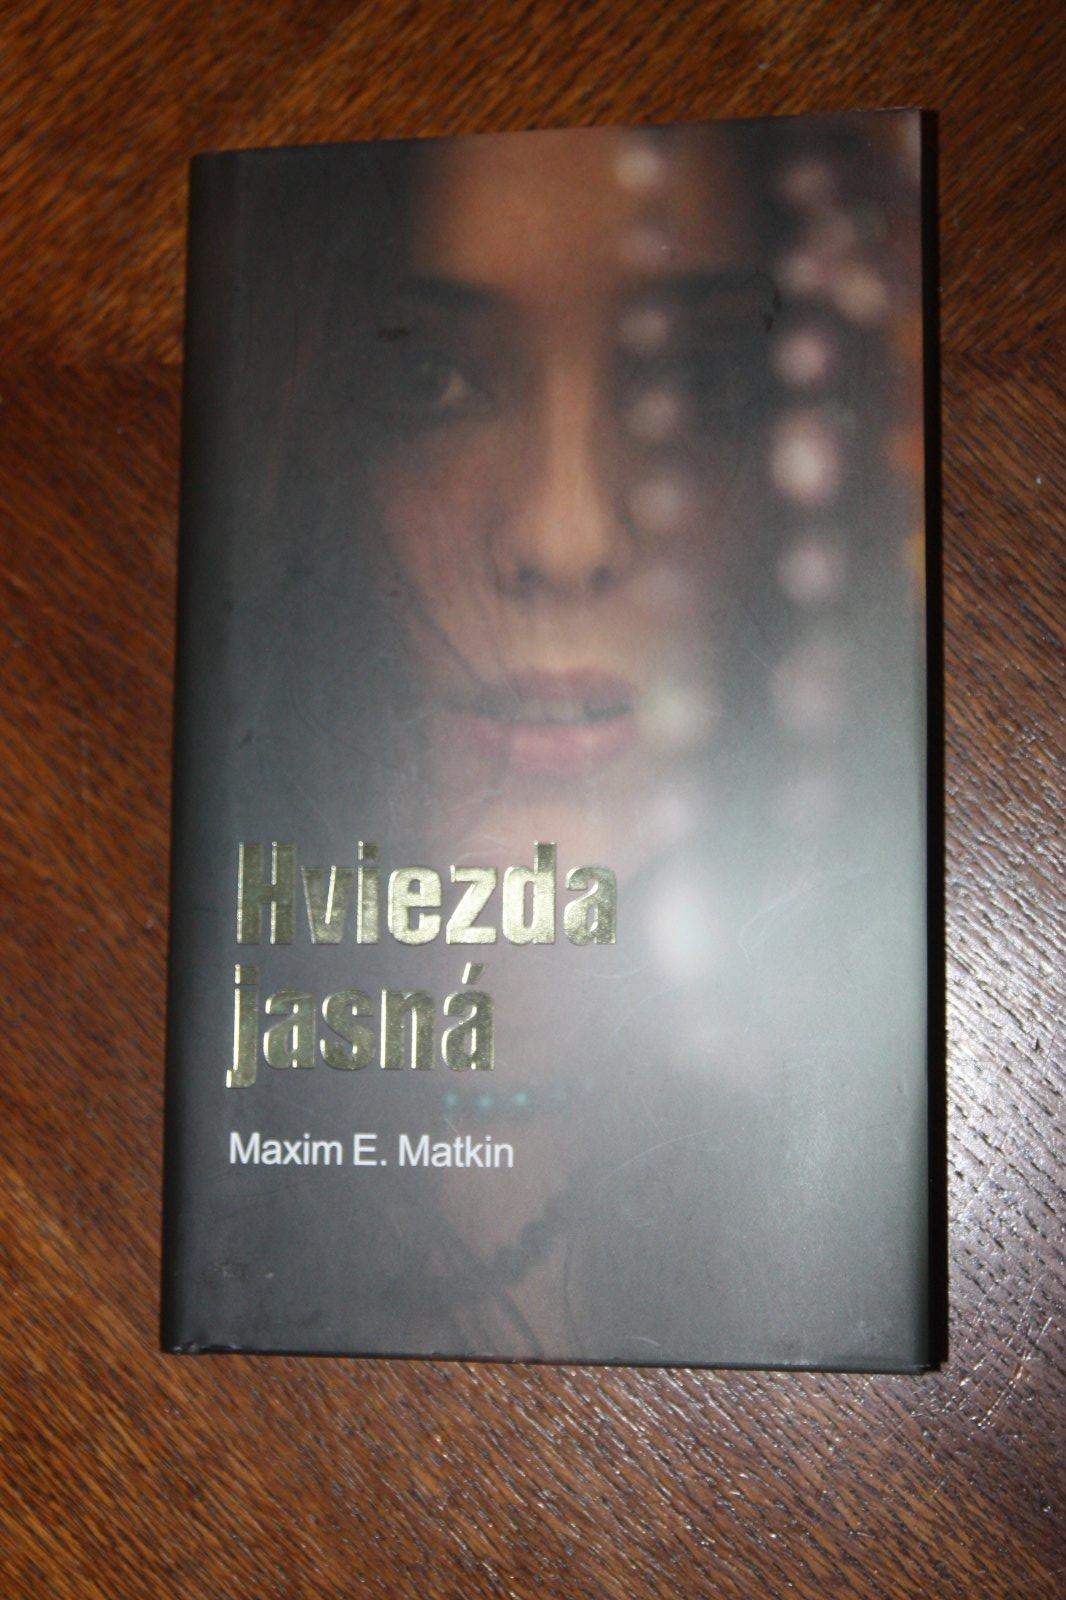 Hviezda
jasná
Maxim E. Matkin